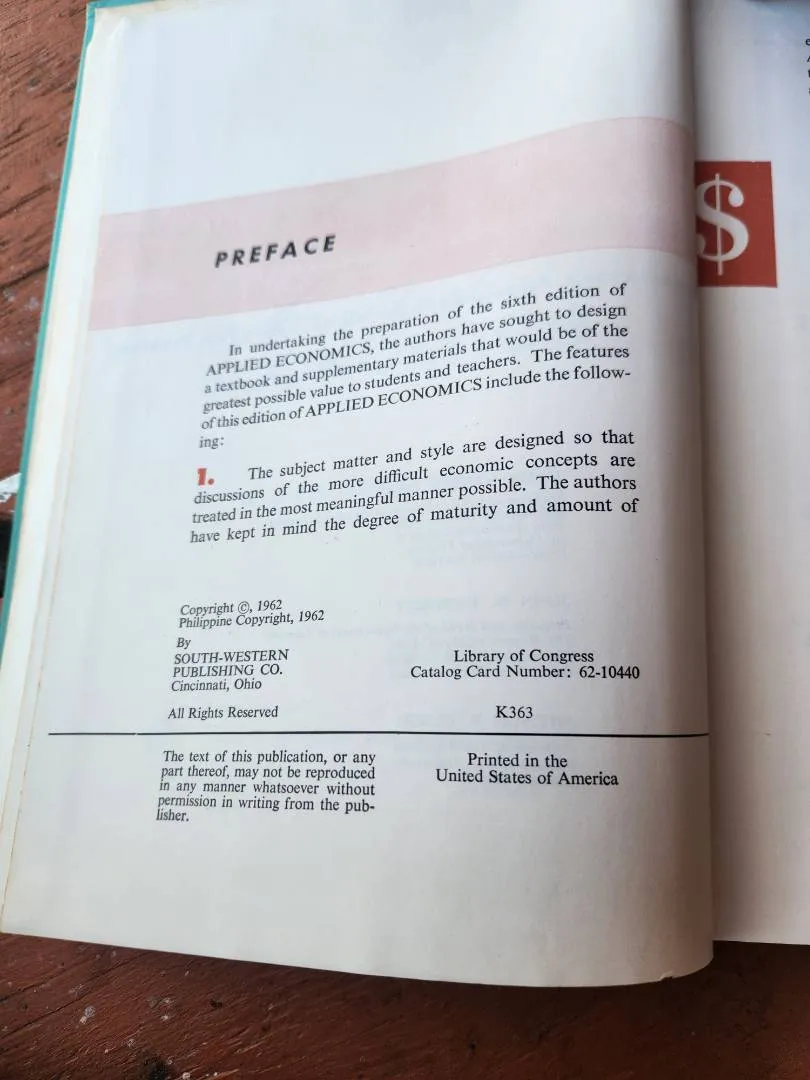 PREFACE
In undertaking the preparation of the sixth edition of
APPLIED ECONOMICS, the authors have sought to design
a textbook and supplementary materials that would be of the
greatest possible value to students and teachers. The features
of this edition of APPLIED ECONOMICS include the follow-
ing:
1. The subject matter and style are designed so that
discussions of the more difficult economic concepts are
treated in the most meaningful manner possible. The authors
have kept in mind the degree of maturity and amount of
Copyright ©, 1962
Philippine Copyright, 1962
By
SOUTH-WESTERN
PUBLISHING CO.
Cincinnati, Ohio
All Rights Reserved
Library of Congress
Catalog Card Number: 62-10440
K363
The text of this publication, or any
part thereof, may not be reproduced
in any manner whatsoever without
permission in writing from the pub-
lisher.
Printed in the
United States of America
$